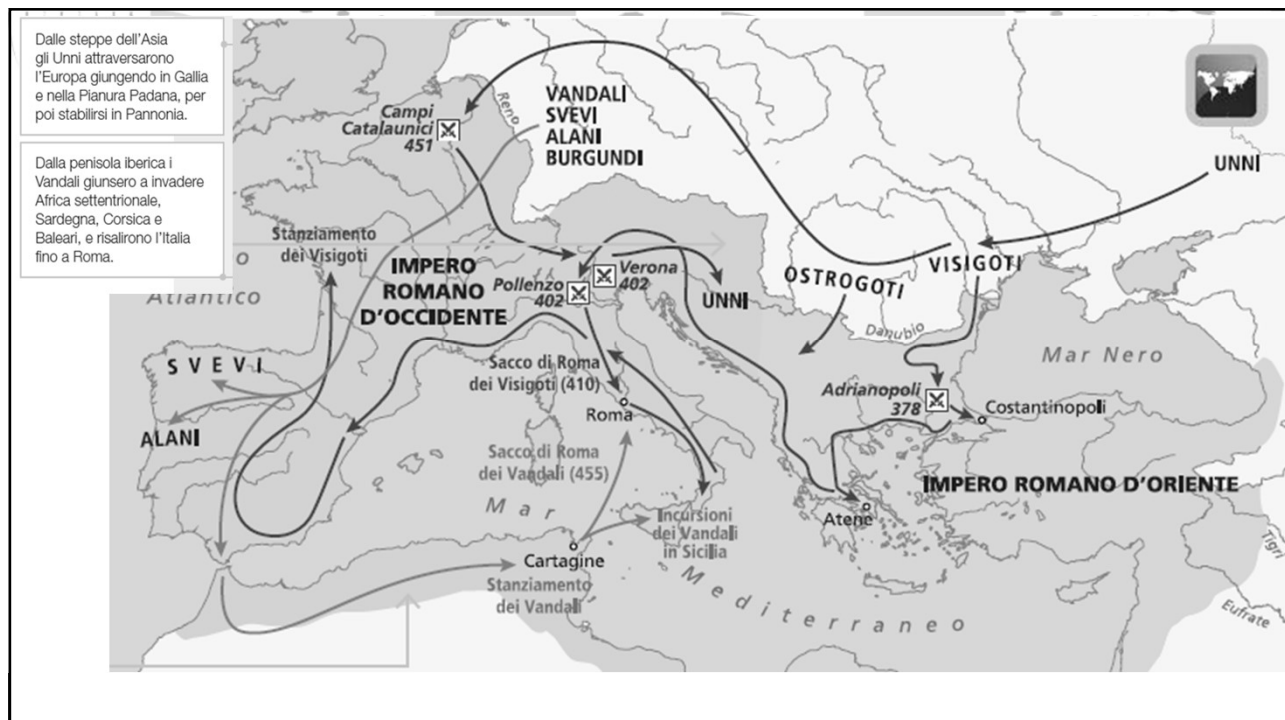 Dalle steppe dell'Asia
gli Unni attraversarono
l'Europa giungendo in Gallia
e nella Pianura Padana, per
poi stabilirsi in Pannonia.
Dalla penisola iberica i
Vandali giunsero a invadere
Africa settentrionale,
Sardegna, Corsica e
Baleari, e risalirono l'Italia
fino a Roma.
Campi
Catalaunici
451
Reno
VANDALI
SVEVI
ALANI
BURGUNDI
UNNI
Stanziamento
dei Visigoti
IMPERO
ROMANO
D'OCCIDENTE
Pollenzo
402
Verona
402
UNNI
OSTROGOTI
VISIGOTI
Danubio
Mar Nero
o
Atlantico
SVEVI
ALANI
Sacco di Roma
dei Visigoti (410)
Roma
Adrianopoli
378
Costantinopoli
Sacco di Roma
dei Vandali (455)
IMPERO ROMANO D'ORIENTE
Atene
Mar
Incursioni
dei Vandali
in Sicilia
Cartagine
Stanziamento
dei Vandali
Mediterraneo
Tigri
Eufrate